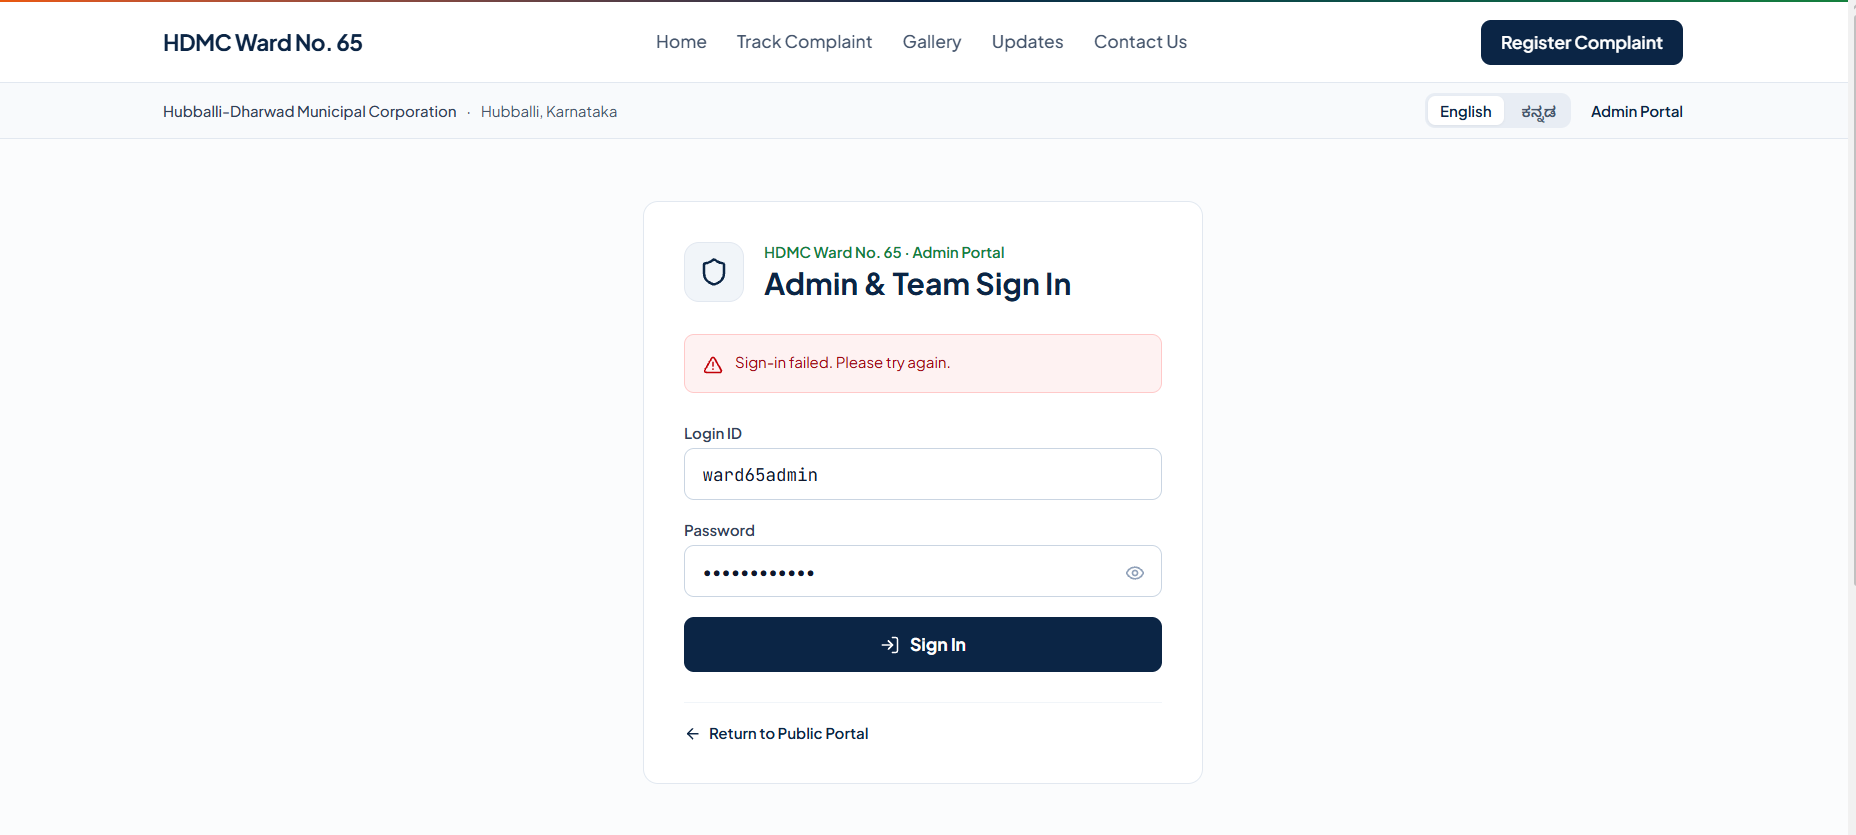 HDMC Ward No. 65
Home Track Complaint Gallery Updates Contact Us
Register Complaint
Hubballi-Dharwad Municipal Corporation · Hubballi, Karnataka
English ಕನ್ನಡ Admin Portal
HDMC Ward No. 65 · Admin Portal
Admin & Team Sign In
Sign-in failed. Please try again.
Login ID
ward65admin
Password
••••••••••••
Sign In
Return to Public Portal